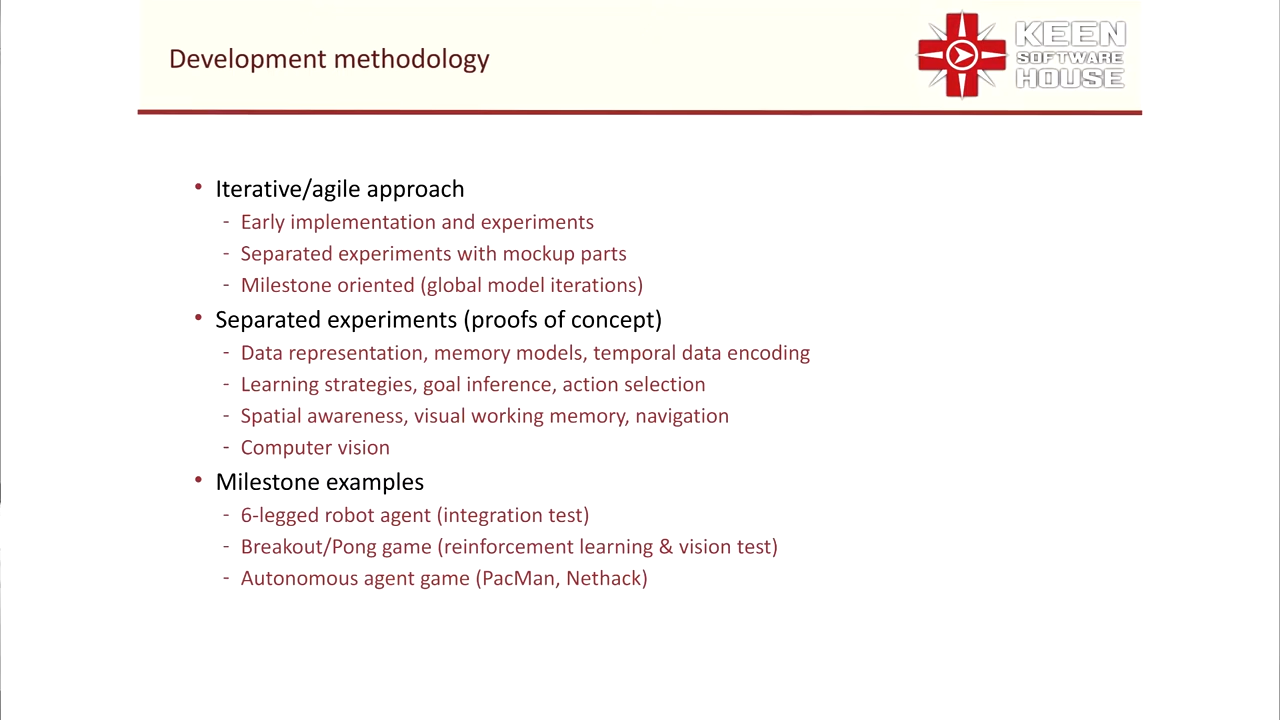 Development methodology
KEEN
SOFTWARE
HOUSE
• Iterative/agile approach
- Early implementation and experiments
- Separated experiments with mockup parts
- Milestone oriented (global model iterations)
• Separated experiments (proofs of concept)
- Data representation, memory models, temporal data encoding
- Learning strategies, goal inference, action selection
- Spatial awareness, visual working memory, navigation
- Computer vision
• Milestone examples
- 6-legged robot agent (integration test)
- Breakout/Pong game (reinforcement learning & vision test)
- Autonomous agent game (PacMan, Nethack)